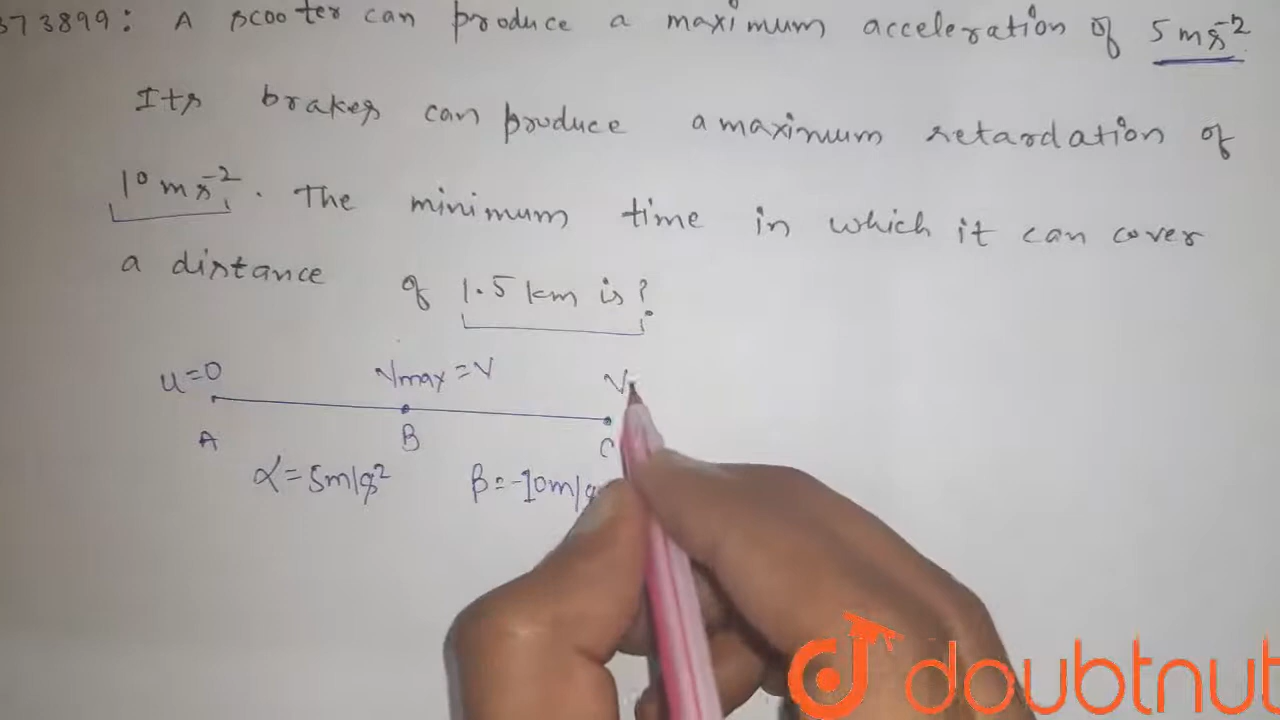 373899: A scooter can produce a maximum acceleration of 5 ms⁻²
Its brakes can produce a maximum retardation of
10 ms⁻². The minimum time in which it can cover
a distance of 1.5 km is?
u=0 Vmax = V V
A B C
α = 5m/s² β = -10m/s
doubtnut